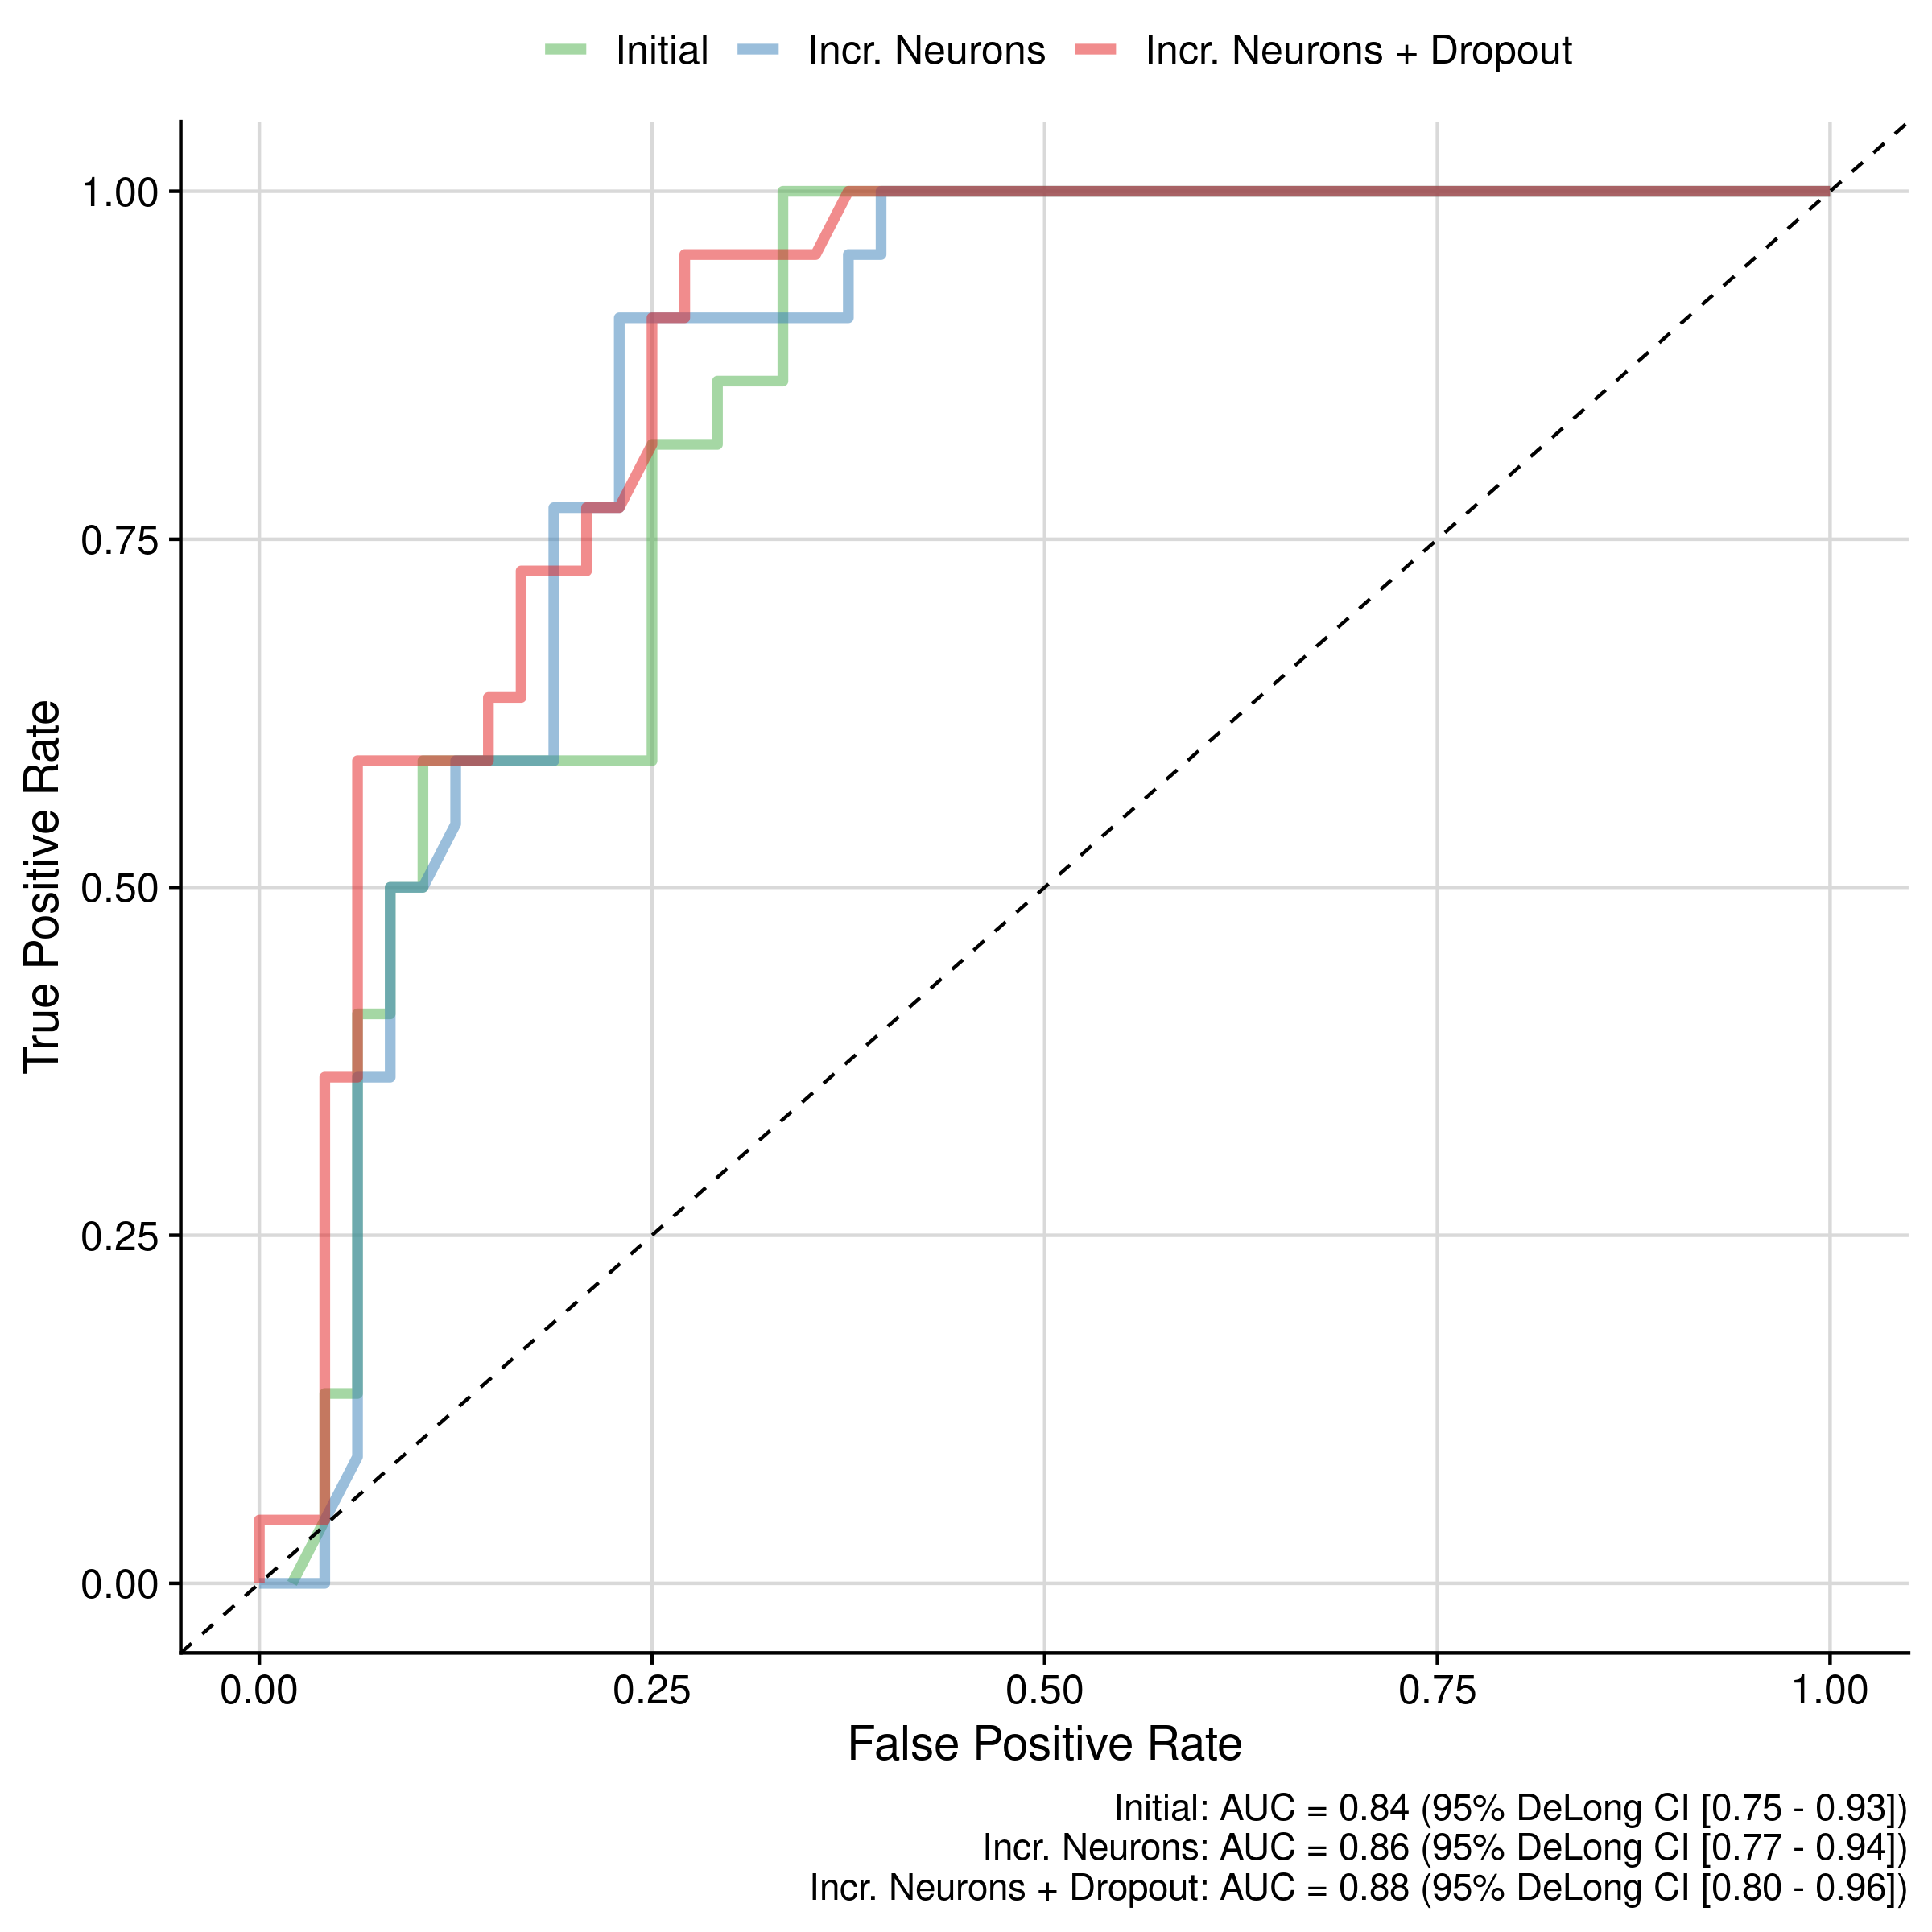 Initial Incr. Neurons Incr. Neurons + Dropout
True Positive Rate
1.00
0.75
0.50
0.25
0.00
0.00 0.25 0.50 0.75 1.00
False Positive Rate
Initial: AUC = 0.84 (95% DeLong CI [0.75 - 0.93])
Incr. Neurons: AUC = 0.86 (95% DeLong CI [0.77 - 0.94])
Incr. Neurons + Dropout: AUC = 0.88 (95% DeLong CI [0.80 - 0.96])